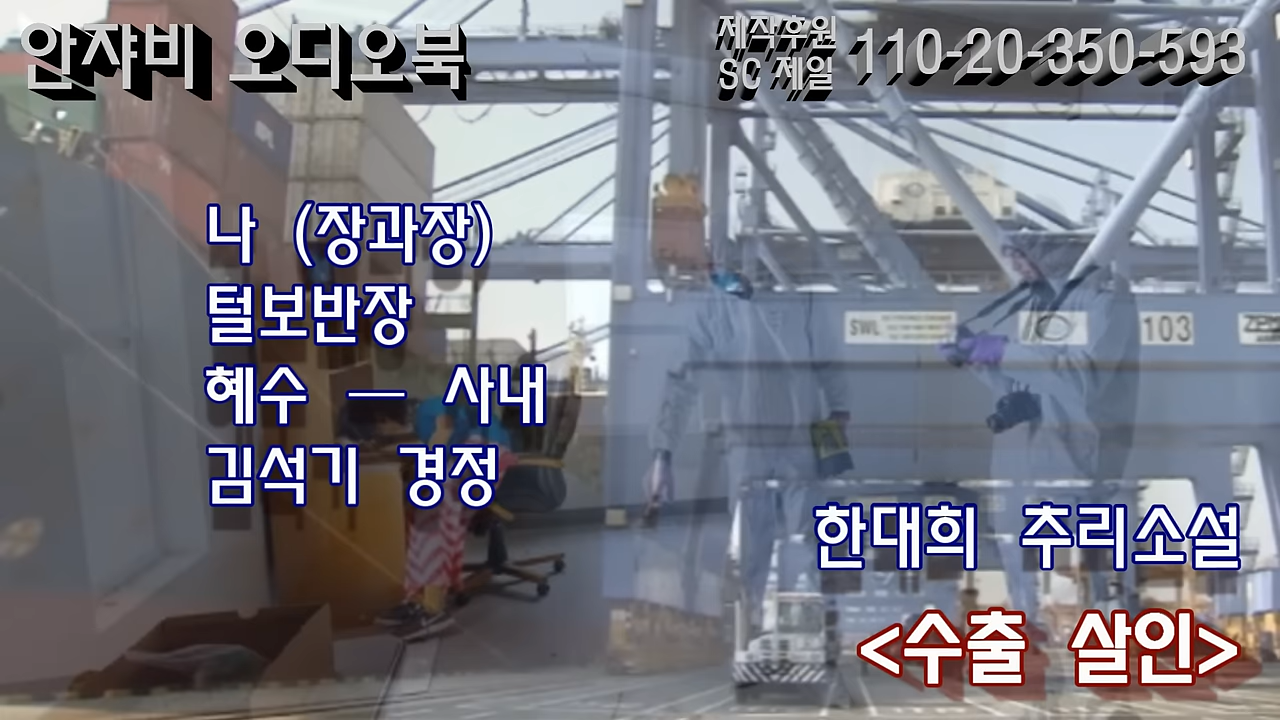 안쟈비 오디오북
제작후원
SC 제일
110-20-350-593
나 (장과장)
털보반장
혜수 — 사내
김석기 경정
SWL
103
한대희 추리소설
<수출 살인>